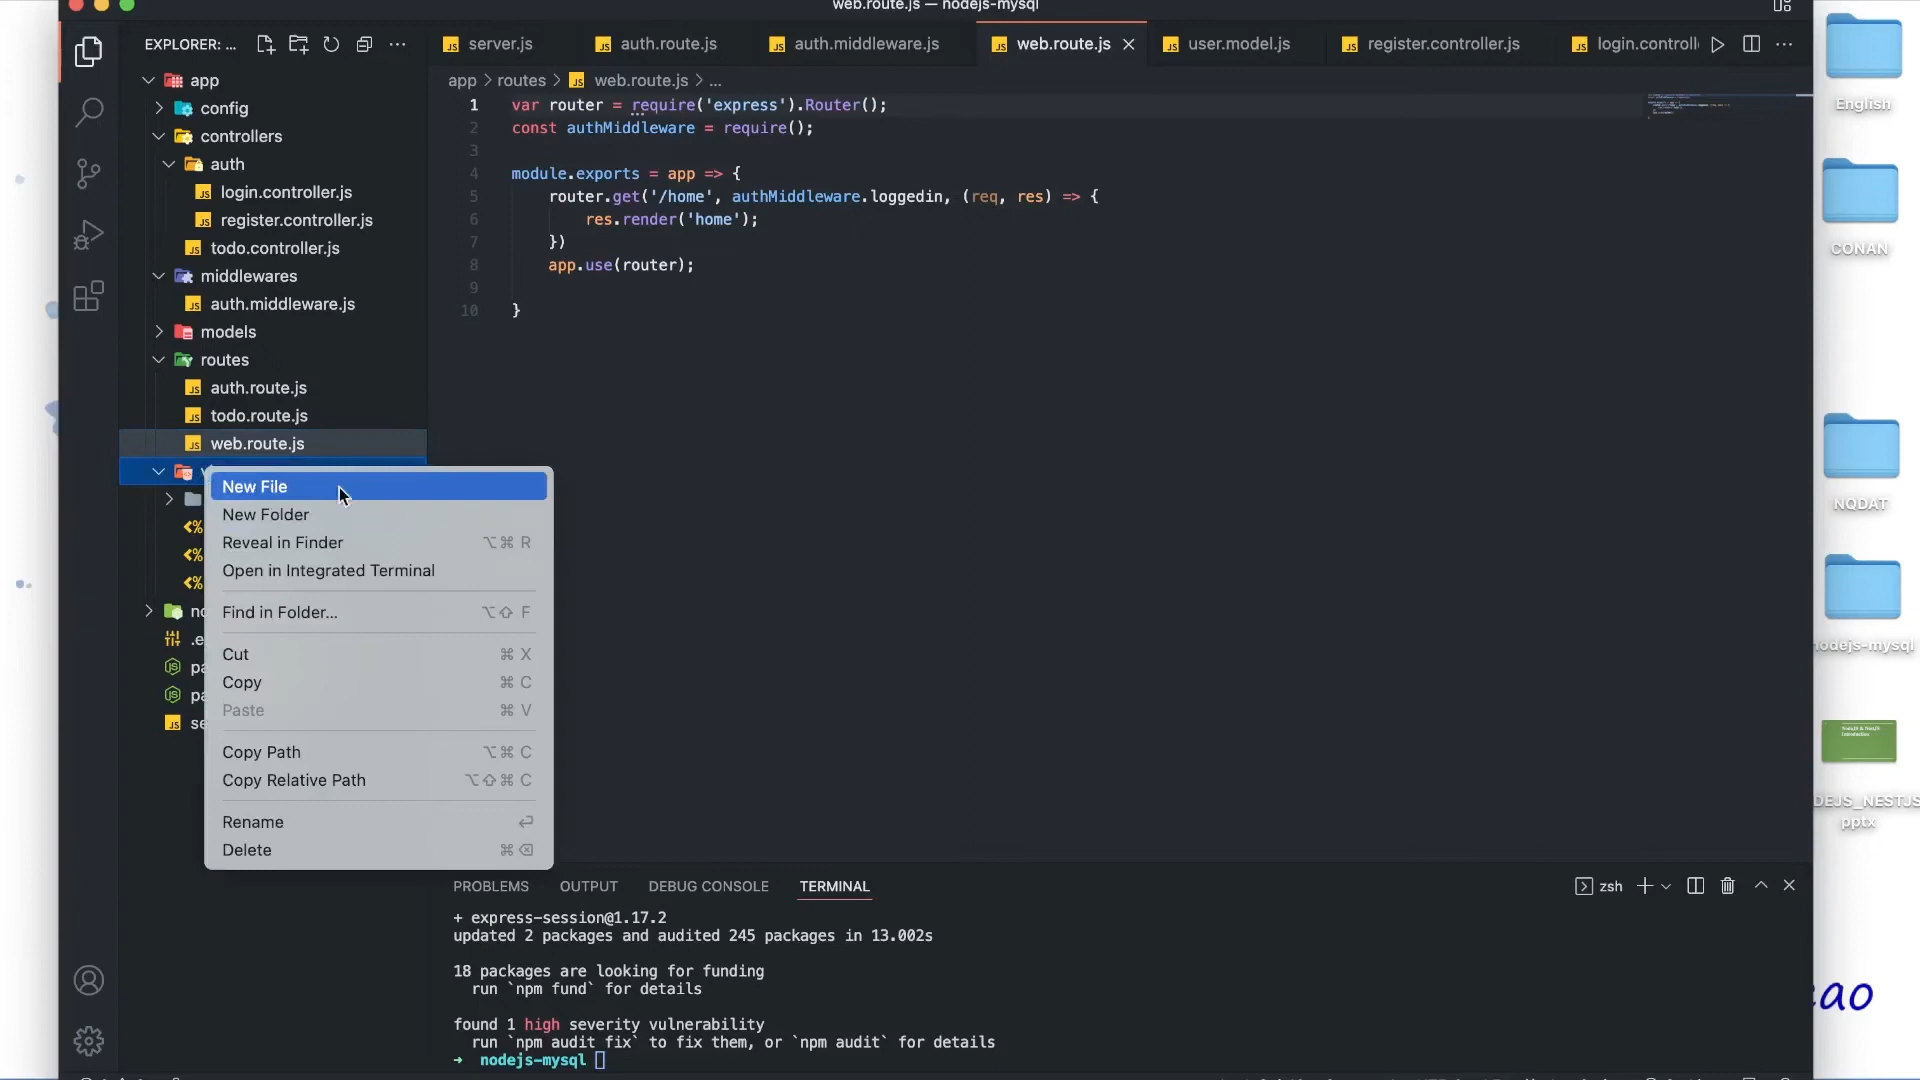 web.route.js — nodejs-mysql
EXPLORER: ...
app
config
controllers
auth
login.controller.js
register.controller.js
todo.controller.js
middlewares
auth.middleware.js
models
routes
auth.route.js
todo.route.js
web.route.js
New File
New Folder
Reveal in Finder ⌥⌘ R
Open in Integrated Terminal
Find in Folder... ⌥⇧ F
Cut ⌘ X
Copy ⌘ C
Paste ⌘ V
Copy Path ⌥⌘ C
Copy Relative Path ⌥⇧⌘ C
Rename ⏎
Delete ⌘ ⌫
server.js
auth.route.js
auth.middleware.js
web.route.js
user.model.js
register.controller.js
login.controll
app > routes > web.route.js > ...
1 var router = require('express').Router();
2 const authMiddleware = require();
3
4 module.exports = app => {
5 router.get('/home', authMiddleware.loggedin, (req, res) => {
6 res.render('home');
7 })
8 app.use(router);
9
10 }
PROBLEMS OUTPUT DEBUG CONSOLE TERMINAL
zsh
+ express-session@1.17.2
updated 2 packages and audited 245 packages in 13.002s
18 packages are looking for funding
run `npm fund` for details
found 1 high severity vulnerability
run `npm audit fix` to fix them, or `npm audit` for details
→ nodejs-mysql
English
CONAN
NQDAT
nodejs-mysql
NodeJS & NestJS
Introduction
DEJS_NESTJS
pptx